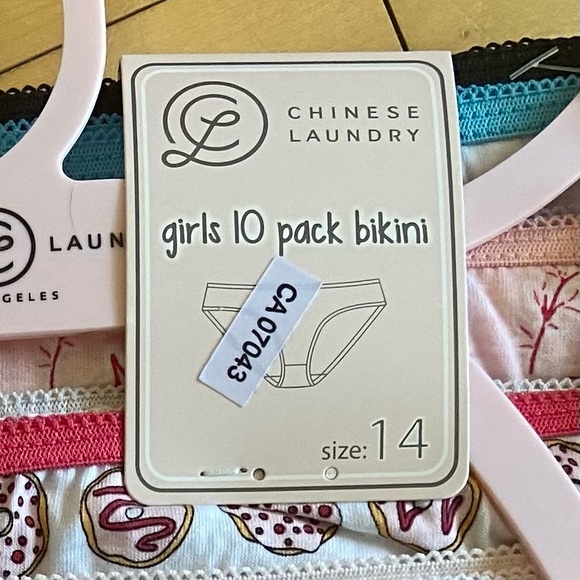 CHINESE
LAUNDRY
girls 10 pack bikini
CA 07043
size: 14
LAUN
GELES